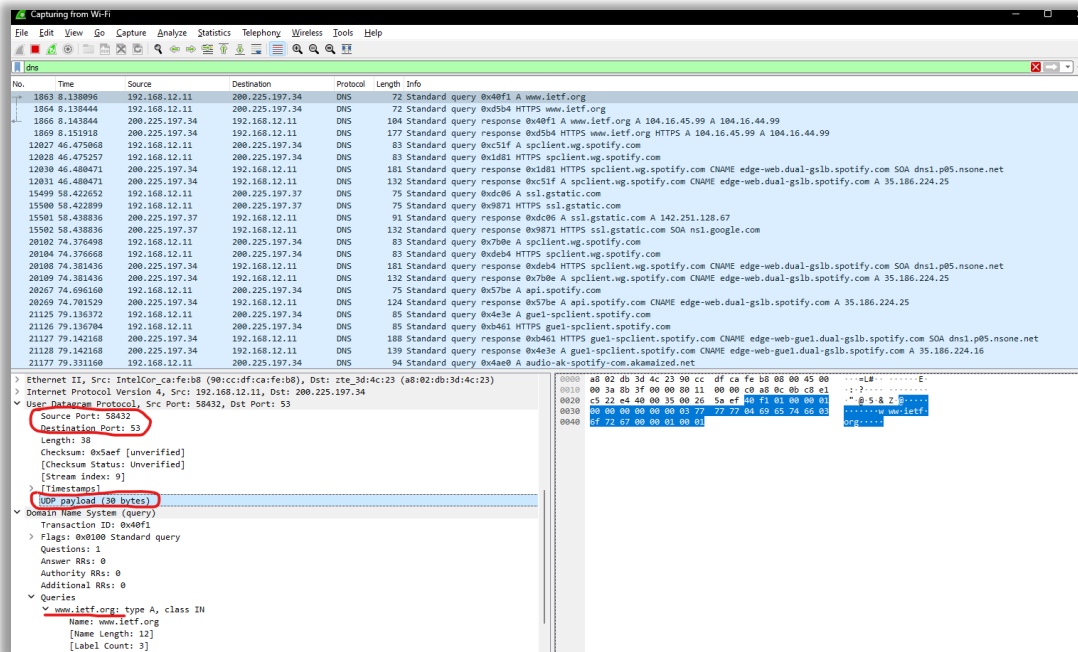 Capturing from Wi-Fi
File Edit View Go Capture Analyze Statistics Telephony Wireless Tools Help
dns
No. Time Source Destination Protocol Length Info
1863 8.138096 192.168.12.11 200.225.197.34 DNS 72 Standard query 0x40f1 A www.ietf.org
1864 8.138444 192.168.12.11 200.225.197.34 DNS 72 Standard query 0xd5b4 HTTPS www.ietf.org
1866 8.143844 200.225.197.34 192.168.12.11 DNS 104 Standard query response 0x40f1 A www.ietf.org A 104.16.45.99 A 104.16.44.99
1869 8.151918 200.225.197.34 192.168.12.11 DNS 177 Standard query response 0xd5b4 HTTPS www.ietf.org HTTPS A 104.16.45.99 A 104.16.44.99
12027 46.475068 192.168.12.11 200.225.197.34 DNS 83 Standard query 0xc51f A spclient.wg.spotify.com
12028 46.475257 192.168.12.11 200.225.197.34 DNS 83 Standard query 0x1d81 HTTPS spclient.wg.spotify.com
12030 46.480471 200.225.197.34 192.168.12.11 DNS 181 Standard query response 0x1d81 HTTPS spclient.wg.spotify.com CNAME edge-web.dual-gslb.spotify.com SOA dns1.p05.nsone.net
12031 46.480471 200.225.197.34 192.168.12.11 DNS 132 Standard query response 0xc51f A spclient.wg.spotify.com CNAME edge-web.dual-gslb.spotify.com A 35.186.224.25
15499 58.422652 192.168.12.11 200.225.197.37 DNS 75 Standard query 0xdc06 A ssl.gstatic.com
15500 58.422899 192.168.12.11 200.225.197.37 DNS 75 Standard query 0x9871 HTTPS ssl.gstatic.com
15501 58.438836 200.225.197.37 192.168.12.11 DNS 91 Standard query response 0xdc06 A ssl.gstatic.com A 142.251.128.67
15502 58.438836 200.225.197.37 192.168.12.11 DNS 132 Standard query response 0x9871 HTTPS ssl.gstatic.com SOA ns1.google.com
20102 74.376498 192.168.12.11 200.225.197.34 DNS 83 Standard query 0x7b0e A spclient.wg.spotify.com
20104 74.376668 192.168.12.11 200.225.197.34 DNS 83 Standard query 0xdeb4 HTTPS spclient.wg.spotify.com
20108 74.381436 200.225.197.34 192.168.12.11 DNS 181 Standard query response 0xdeb4 HTTPS spclient.wg.spotify.com CNAME edge-web.dual-gslb.spotify.com SOA dns1.p05.nsone.net
20109 74.381436 200.225.197.34 192.168.12.11 DNS 132 Standard query response 0x7b0e A spclient.wg.spotify.com CNAME edge-web.dual-gslb.spotify.com A 35.186.224.25
20267 74.696160 192.168.12.11 200.225.197.34 DNS 75 Standard query 0x57be A api.spotify.com
20269 74.701529 200.225.197.34 192.168.12.11 DNS 124 Standard query response 0x57be A api.spotify.com CNAME edge-web.dual-gslb.spotify.com A 35.186.224.25
21125 79.136372 192.168.12.11 200.225.197.34 DNS 85 Standard query 0x4e3e A gue1-spclient.spotify.com
21126 79.136704 192.168.12.11 200.225.197.34 DNS 85 Standard query 0xb461 HTTPS gue1-spclient.spotify.com
21127 79.142168 200.225.197.34 192.168.12.11 DNS 188 Standard query response 0xb461 HTTPS gue1-spclient.spotify.com CNAME edge-web-gue1.dual-gslb.spotify.com SOA dns1.p05.nsone.net
21128 79.142168 200.225.197.34 192.168.12.11 DNS 139 Standard query response 0x4e3e A gue1-spclient.spotify.com CNAME edge-web-gue1.dual-gslb.spotify.com A 35.186.224.16
21177 79.331160 192.168.12.11 200.225.197.34 DNS 94 Standard query 0x4ae0 A audio-ak-spotify-com.akamaized.net
Ethernet II, Src: IntelCor_ca:fe:b8 (90:cc:df:ca:fe:b8), Dst: zte_3d:4c:23 (a8:02:db:3d:4c:23)
Internet Protocol Version 4, Src: 192.168.12.11, Dst: 200.225.197.34
User Datagram Protocol, Src Port: 58432, Dst Port: 53
Source Port: 58432
Destination Port: 53
Length: 38
Checksum: 0x5aef [unverified]
[Checksum Status: Unverified]
[Stream index: 9]
[Timestamps]
UDP payload (30 bytes)
Domain Name System (query)
Transaction ID: 0x40f1
Flags: 0x0100 Standard query
Questions: 1
Answer RRs: 0
Authority RRs: 0
Additional RRs: 0
Queries
www.ietf.org: type A, class IN
Name: www.ietf.org
[Name Length: 12]
[Label Count: 3]
0000 a8 02 db 3d 4c 23 90 cc df ca fe b8 08 00 45 00 ···=L#·· ······E·
0010 00 3a 8b 3f 00 00 80 11 00 00 c0 a8 0c 0b c8 e1 ·:·?···· ········
0020 c5 22 e4 40 00 35 00 26 5a ef 40 f1 01 00 00 01 ·"·@·5·& Z·@·····
0030 00 00 00 00 00 00 03 77 77 77 04 69 65 74 66 03 ·······w ww·ietf·
0040 6f 72 67 00 00 01 00 01 org·····